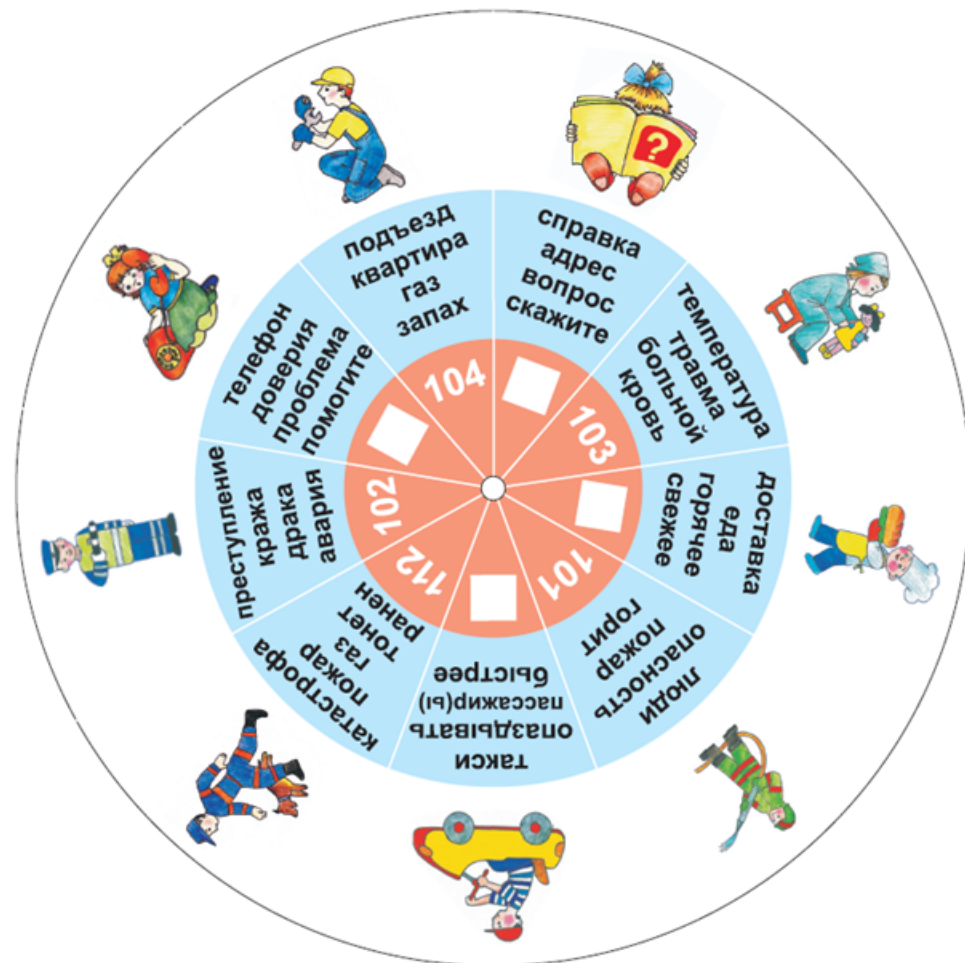 подъезд
квартира
газ
запах
104
?
справка
адрес
вопрос
скажите
температура
травма
больной
кровь
103
доставка
еда
горячее
свежее
люди
опасность
пожар
горит
101
такси
опаздывать
пассажир(ы)
быстрее
катастрофа
пожар
газ
тонет
ранен
112
преступление
кража
драка
авария
102
телефон
доверия
проблема
помогите